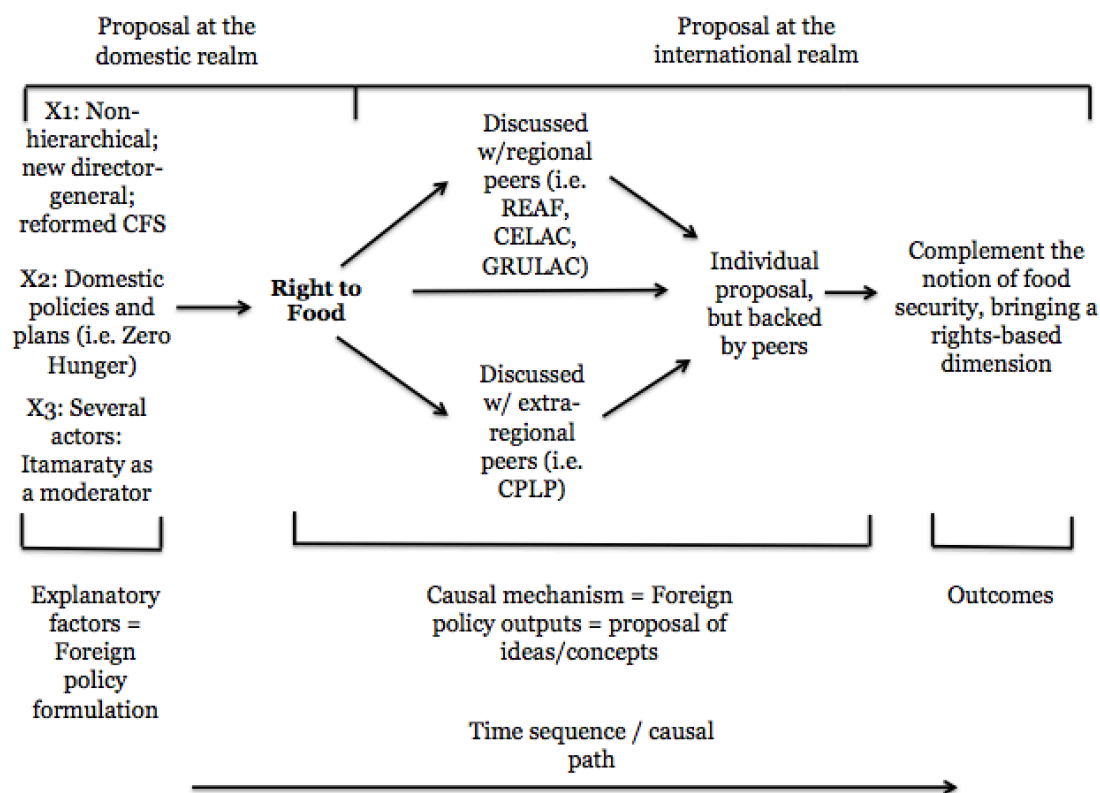 Proposal at the
domestic realm
Proposal at the
international realm
X1: Non-
hierarchical;
new director-
general;
reformed CFS
X2: Domestic
policies and
plans (i.e. Zero
Hunger)
X3: Several
actors:
Itamaraty as
a moderator
Right to
Food
Discussed
w/regional
peers (i.e.
REAF,
CELAC,
GRULAC)
Discussed
w/ extra-
regional
peers (i.e.
CPLP)
Individual
proposal,
but backed
by peers
Complement the
notion of food
security, bringing a
rights-based
dimension
Explanatory
factors =
Foreign
policy
formulation
Causal mechanism = Foreign
policy outputs = proposal of
ideas/concepts
Outcomes
Time sequence / causal
path